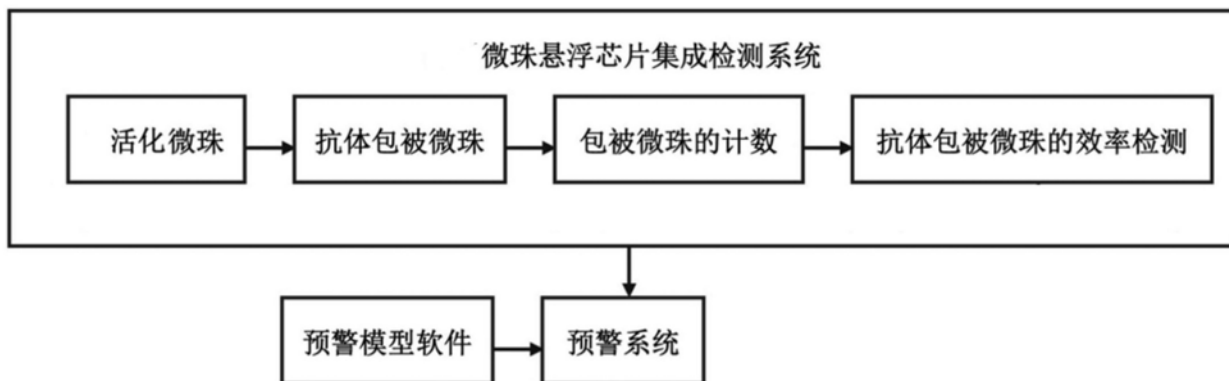 微珠悬浮芯片集成检测系统
活化微珠
抗体包被微珠
包被微珠的计数
抗体包被微珠的效率检测
预警模型软件
预警系统